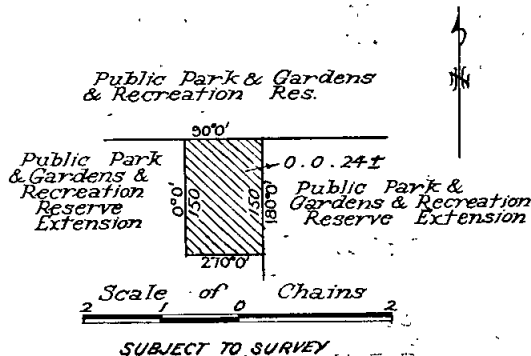 Public Park & Gardens
& Recreation Res.
90°0'
0.0.24±
Public Park
& Gardens &
Recreation
Reserve
Extension
0°0'
150
150
180°0'
Public Park &
Gardens & Recreation
Reserve Extension
270°0'
Scale of Chains
2 1 0 2
SUBJECT TO SURVEY